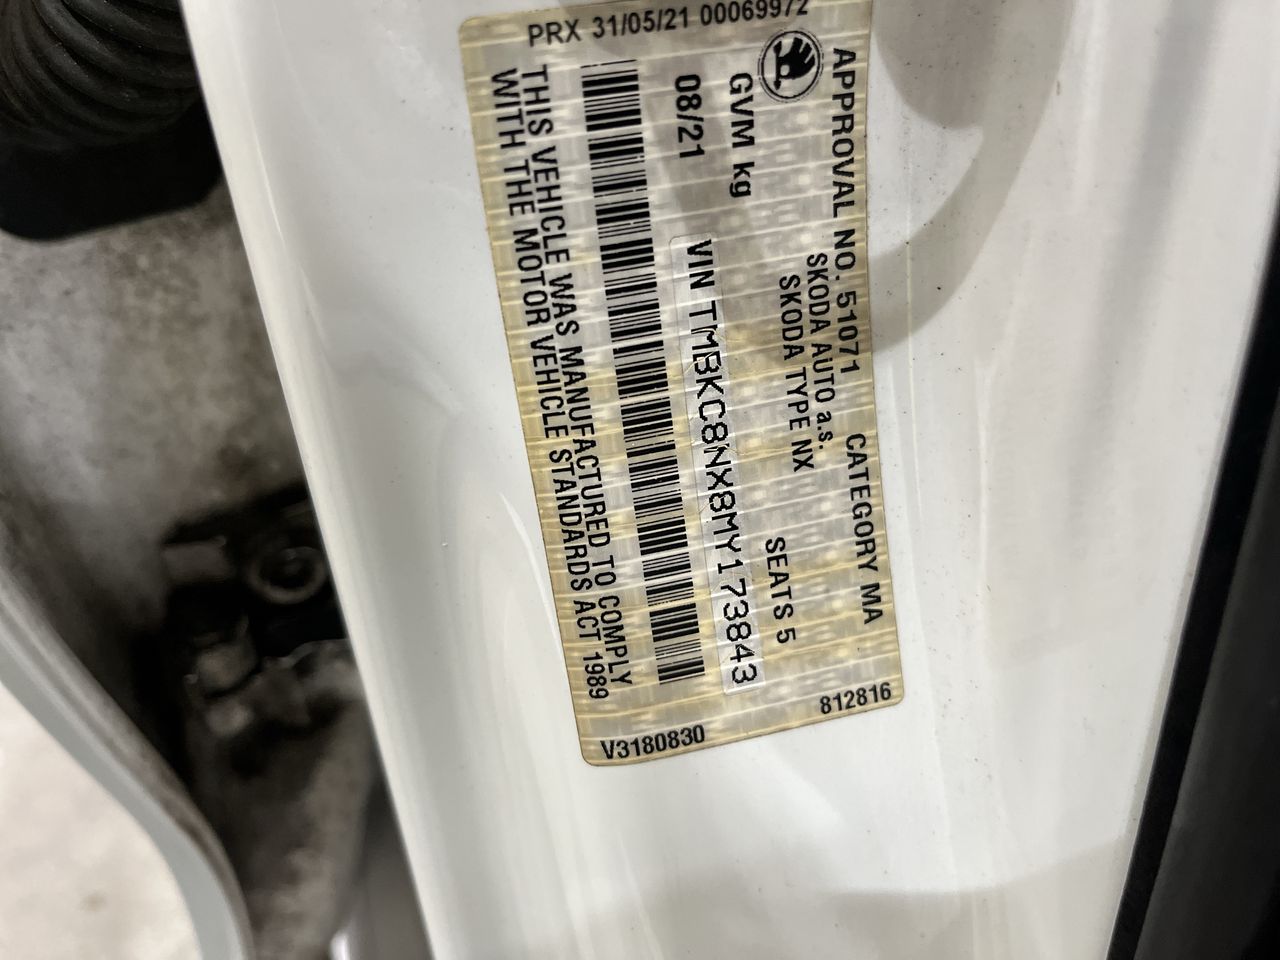 PRX 31/05/21 00069972
APPROVAL NO. 51071 CATEGORY MA
SKODA AUTO a.s.
SKODA TYPE NX
GVM kg SEATS 5
08/21 VIN TMBKC8NX8MY173843
THIS VEHICLE WAS MANUFACTURED TO COMPLY
WITH THE MOTOR VEHICLE STANDARDS ACT 1989
V3180830 812816